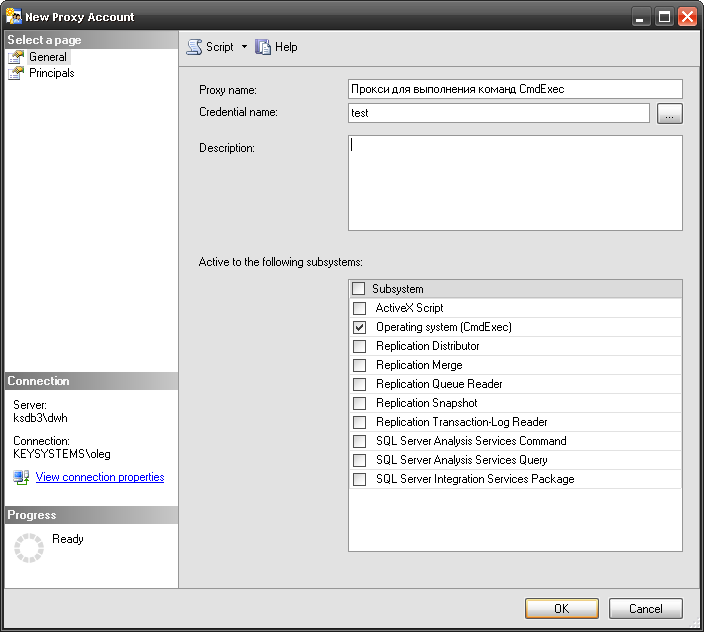 New Proxy Account
Select a page
General
Principals
Script
Help
Proxy name:
Прокси для выполнения команд CmdExec
Credential name:
test
...
Description:
Active to the following subsystems:
Subsystem
ActiveX Script
Operating system (CmdExec)
Replication Distributor
Replication Merge
Replication Queue Reader
Replication Snapshot
Replication Transaction-Log Reader
SQL Server Analysis Services Command
SQL Server Analysis Services Query
SQL Server Integration Services Package
Connection
Server:
ksdb3\dwh
Connection:
KEYSYSTEMS\oleg
View connection properties
Progress
Ready
OK
Cancel